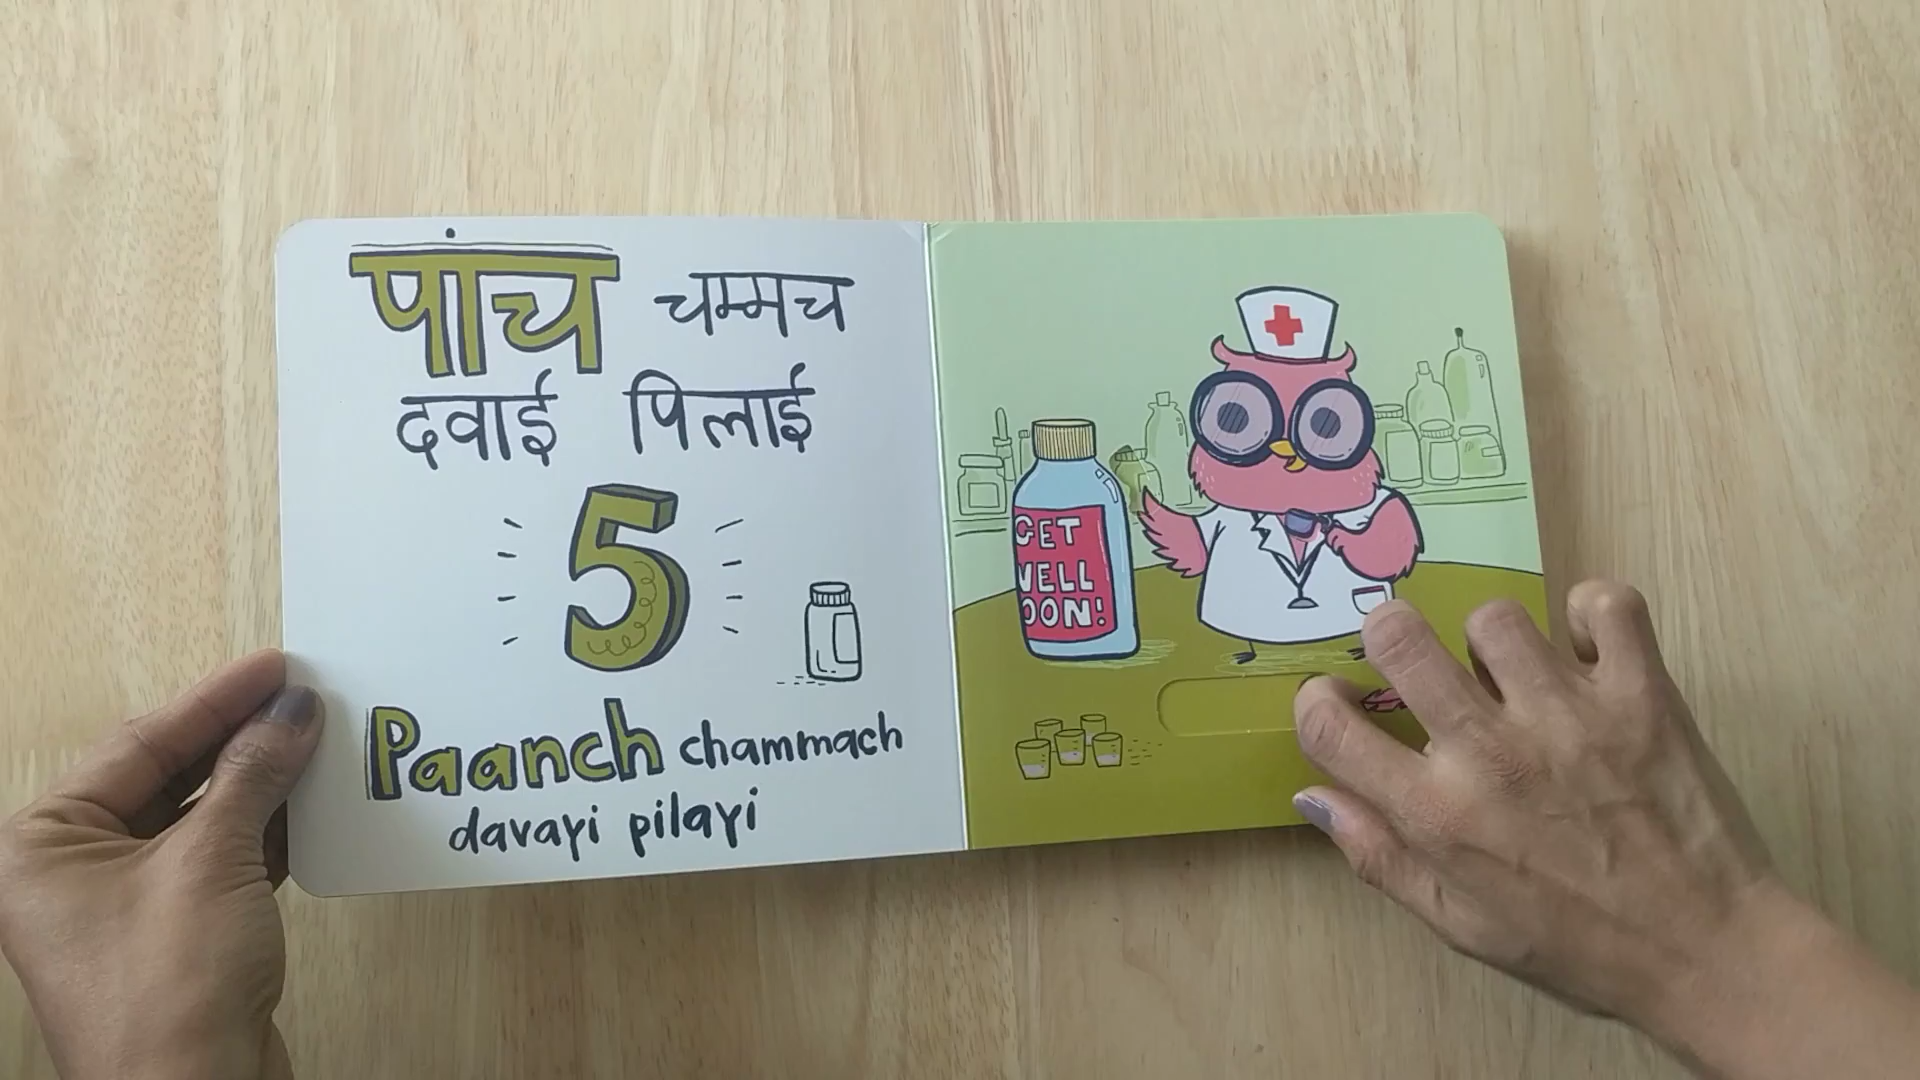 पांच चम्मच
दवाई पिलाई
5
Paanch chammach
davayi pilayi
GET
WELL
SOON!